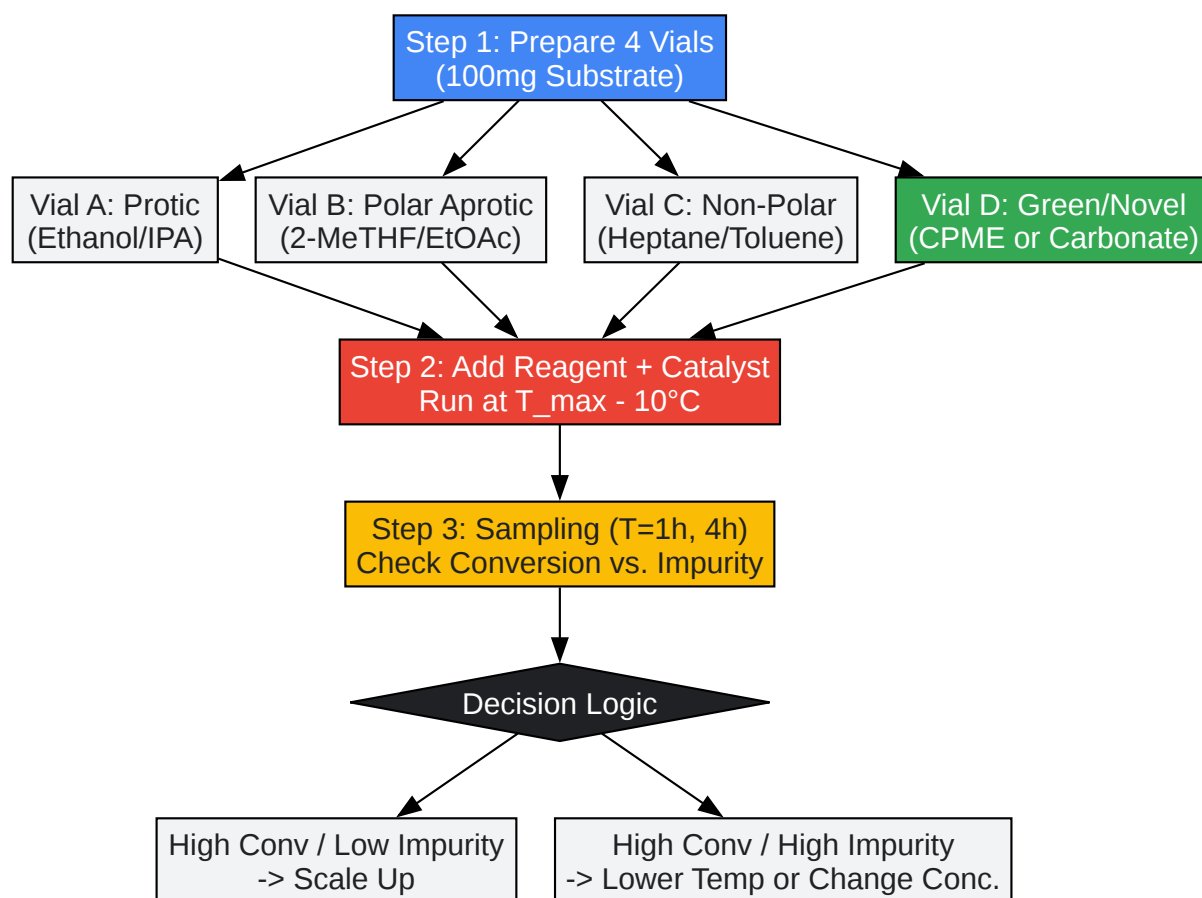 Step 1: Prepare 4 Vials
(100mg Substrate)
Vial A: Protic
(Ethanol/IPA)
Vial B: Polar Aprotic
(2-MeTHF/EtOAc)
Vial C: Non-Polar
(Heptane/Toluene)
Vial D: Green/Novel
(CPME or Carbonate)
Step 2: Add Reagent + Catalyst
Run at T_max - 10°C
Step 3: Sampling (T=1h, 4h)
Check Conversion vs. Impurity
Decision Logic
High Conv / Low Impurity
-> Scale Up
High Conv / High Impurity
-> Lower Temp or Change Conc.